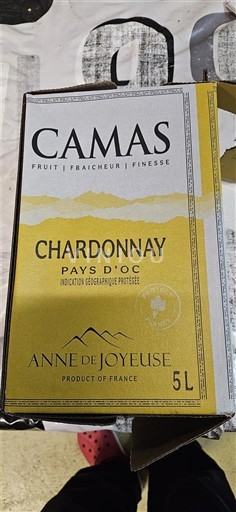 CAMAS
FRUIT | FRAICHEUR | FINESSE
CHARDONNAY
PAYS D'OC
INDICATION GÉOGRAPHIQUE PROTÉGÉE
ANNE DE JOYEUSE
PRODUCT OF FRANCE
5L